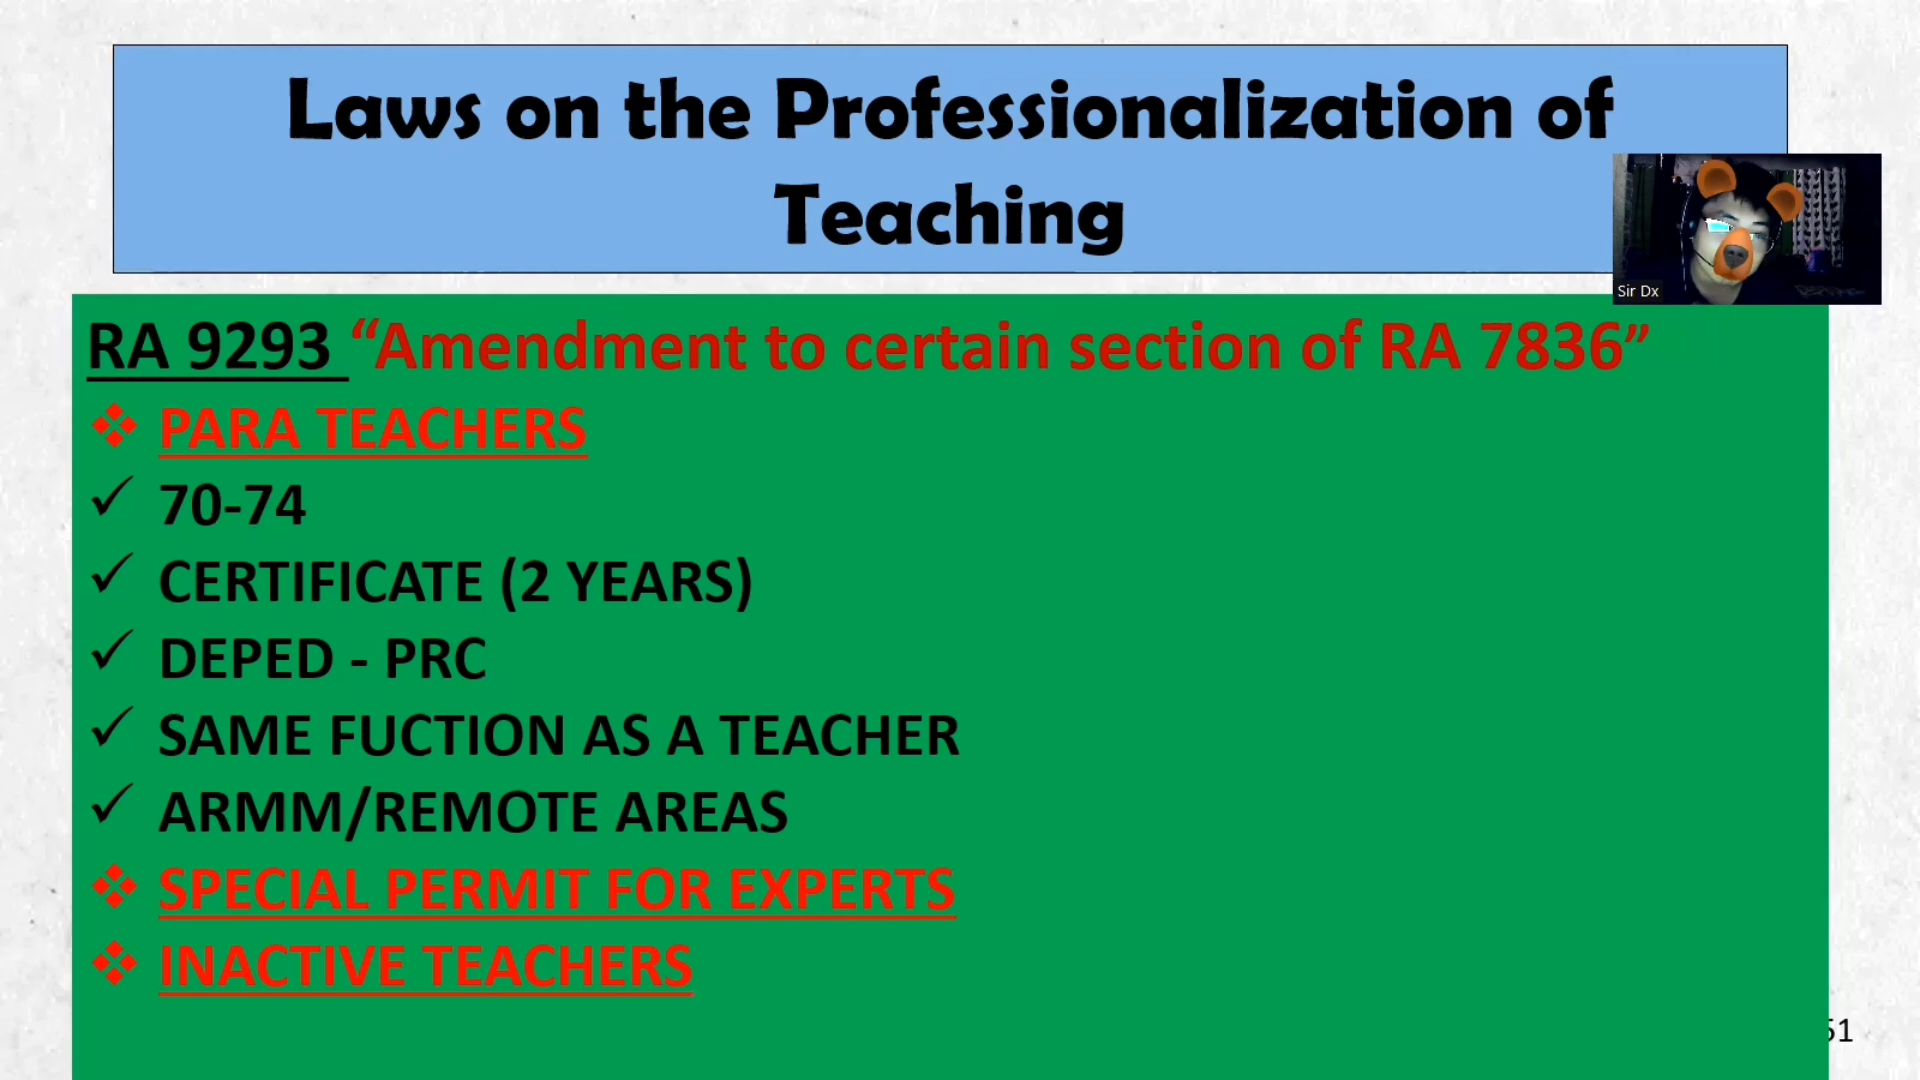 Laws on the Professionalization of
Teaching
Sir Dx
RA 9293 “Amendment to certain section of RA 7836”
PARA TEACHERS
70-74
CERTIFICATE (2 YEARS)
DEPED - PRC
SAME FUCTION AS A TEACHER
ARMM/REMOTE AREAS
SPECIAL PERMIT FOR EXPERTS
INACTIVE TEACHERS
51